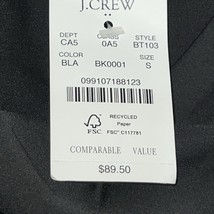 J.CREW
DEPT CLASS STYLE
CA5 0A5 BT103
COLOR SIZE
BLA BK0001 S
099107188123
RECYCLED
Paper
FSC FSC® C117781
COMPARABLE VALUE
$89.50